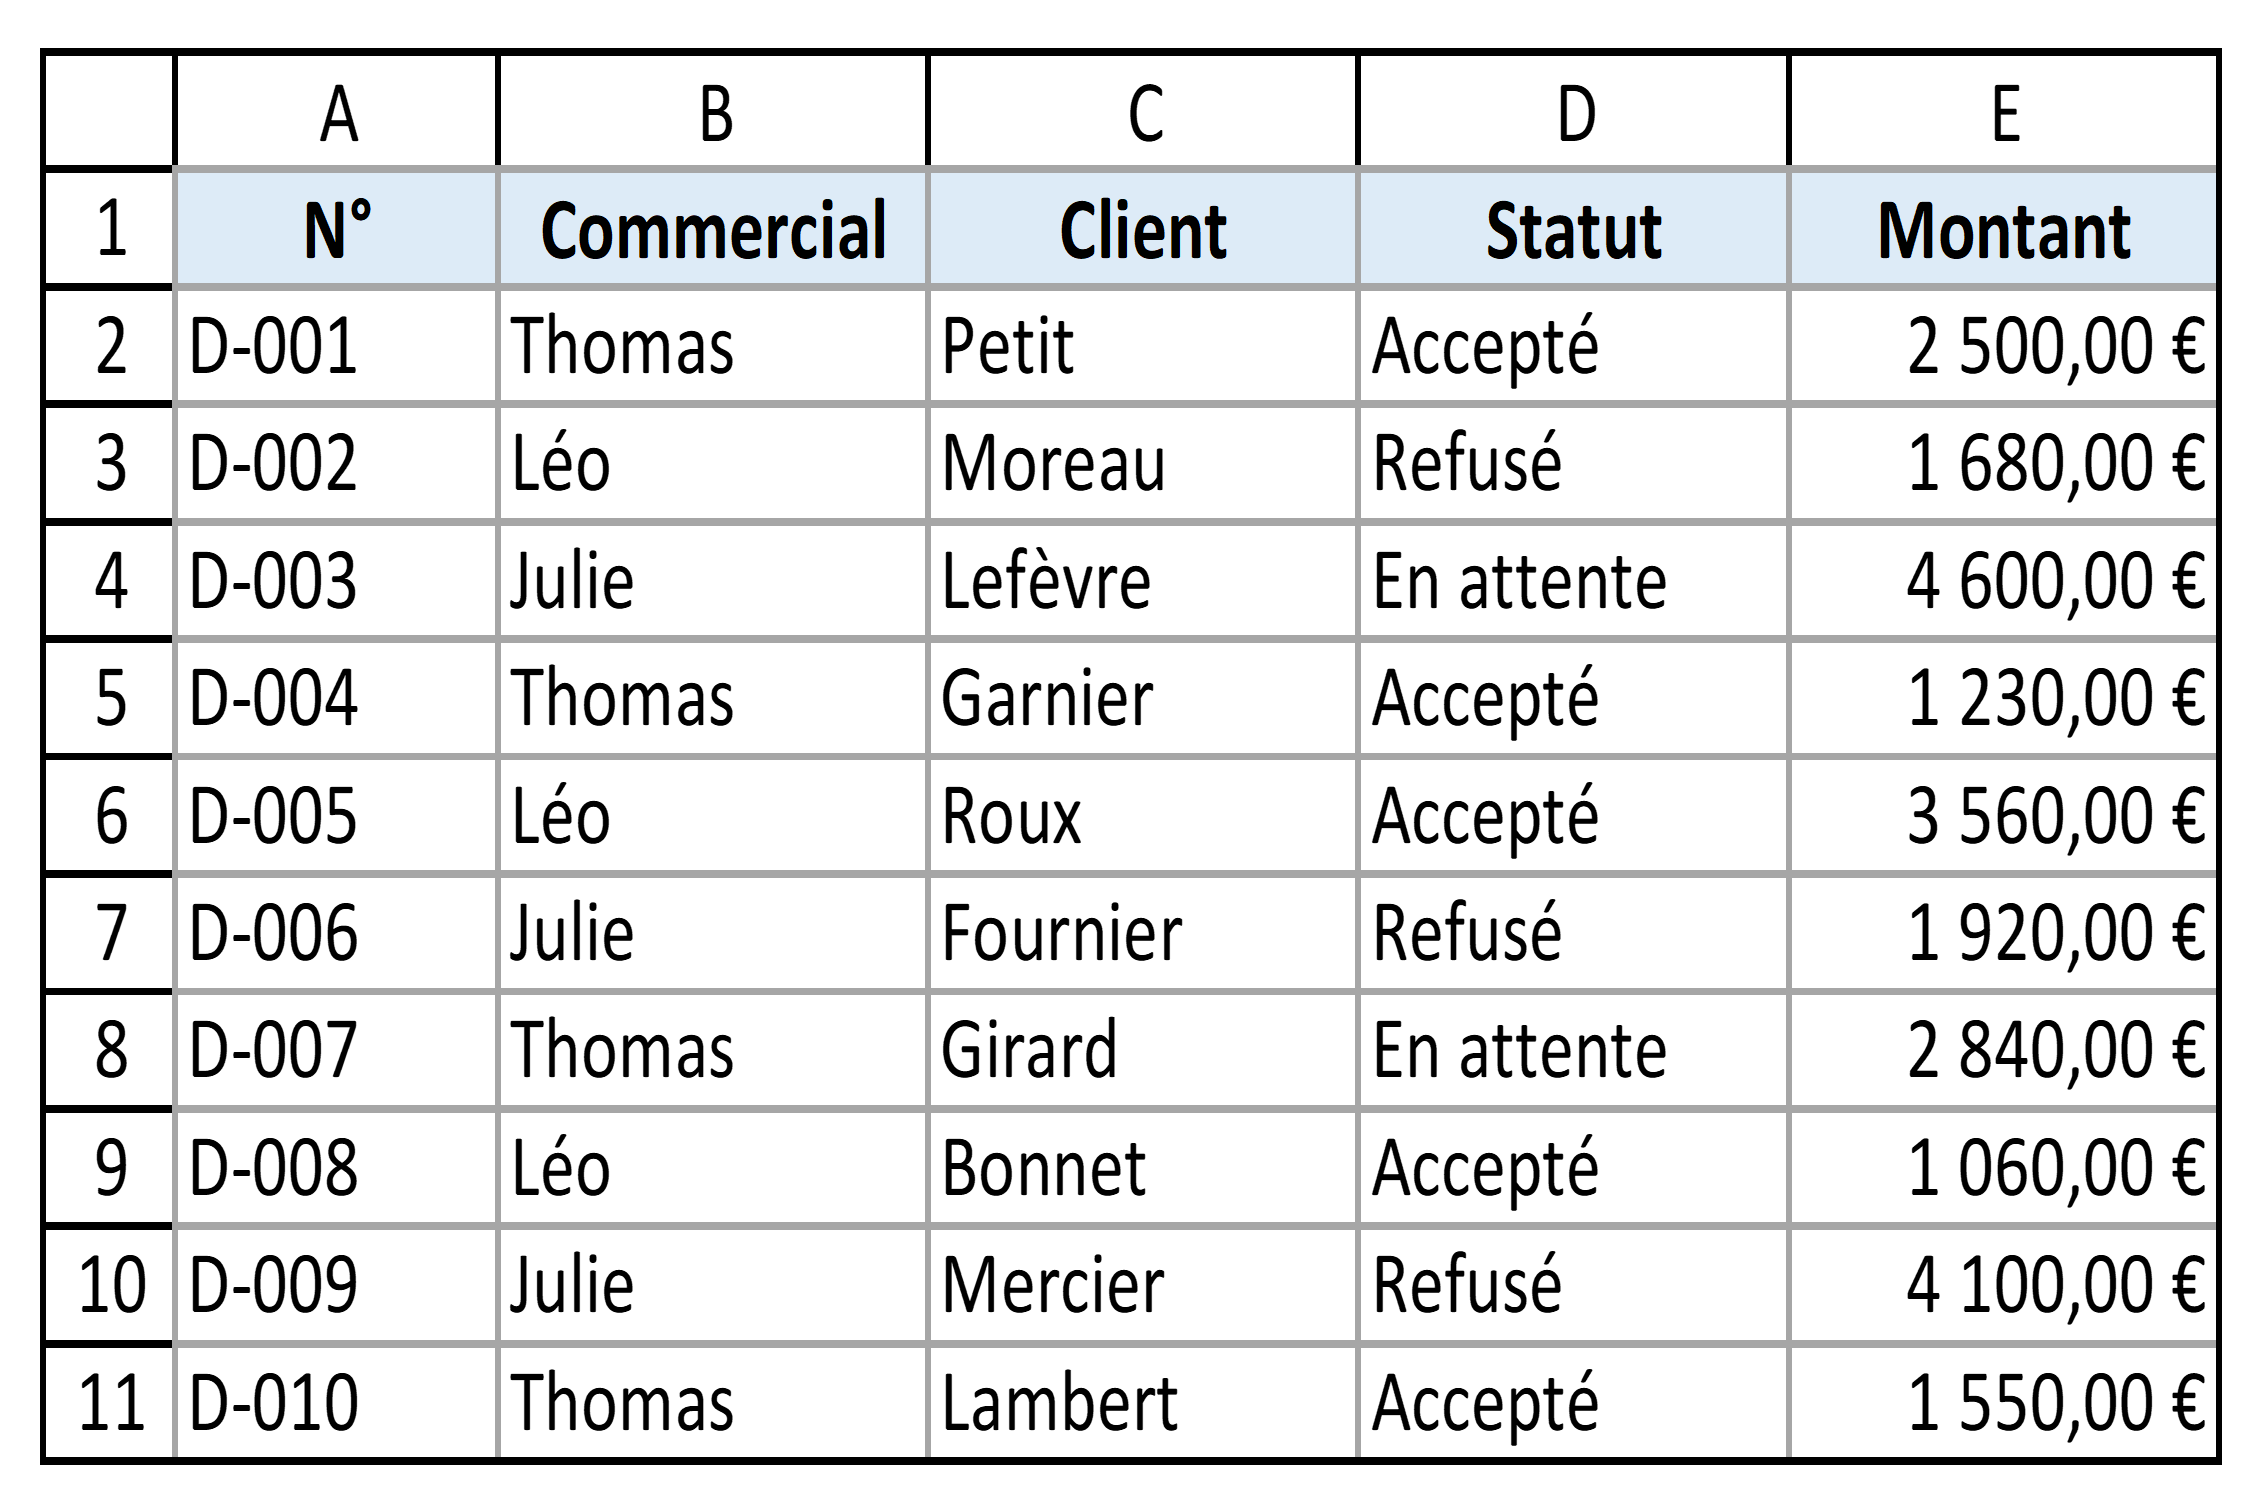 A B C D E
1 N° Commercial Client Statut Montant
2 D-001 Thomas Petit Accepté 2 500,00 €
3 D-002 Léo Moreau Refusé 1 680,00 €
4 D-003 Julie Lefèvre En attente 4 600,00 €
5 D-004 Thomas Garnier Accepté 1 230,00 €
6 D-005 Léo Roux Accepté 3 560,00 €
7 D-006 Julie Fournier Refusé 1 920,00 €
8 D-007 Thomas Girard En attente 2 840,00 €
9 D-008 Léo Bonnet Accepté 1 060,00 €
10 D-009 Julie Mercier Refusé 4 100,00 €
11 D-010 Thomas Lambert Accepté 1 550,00 €